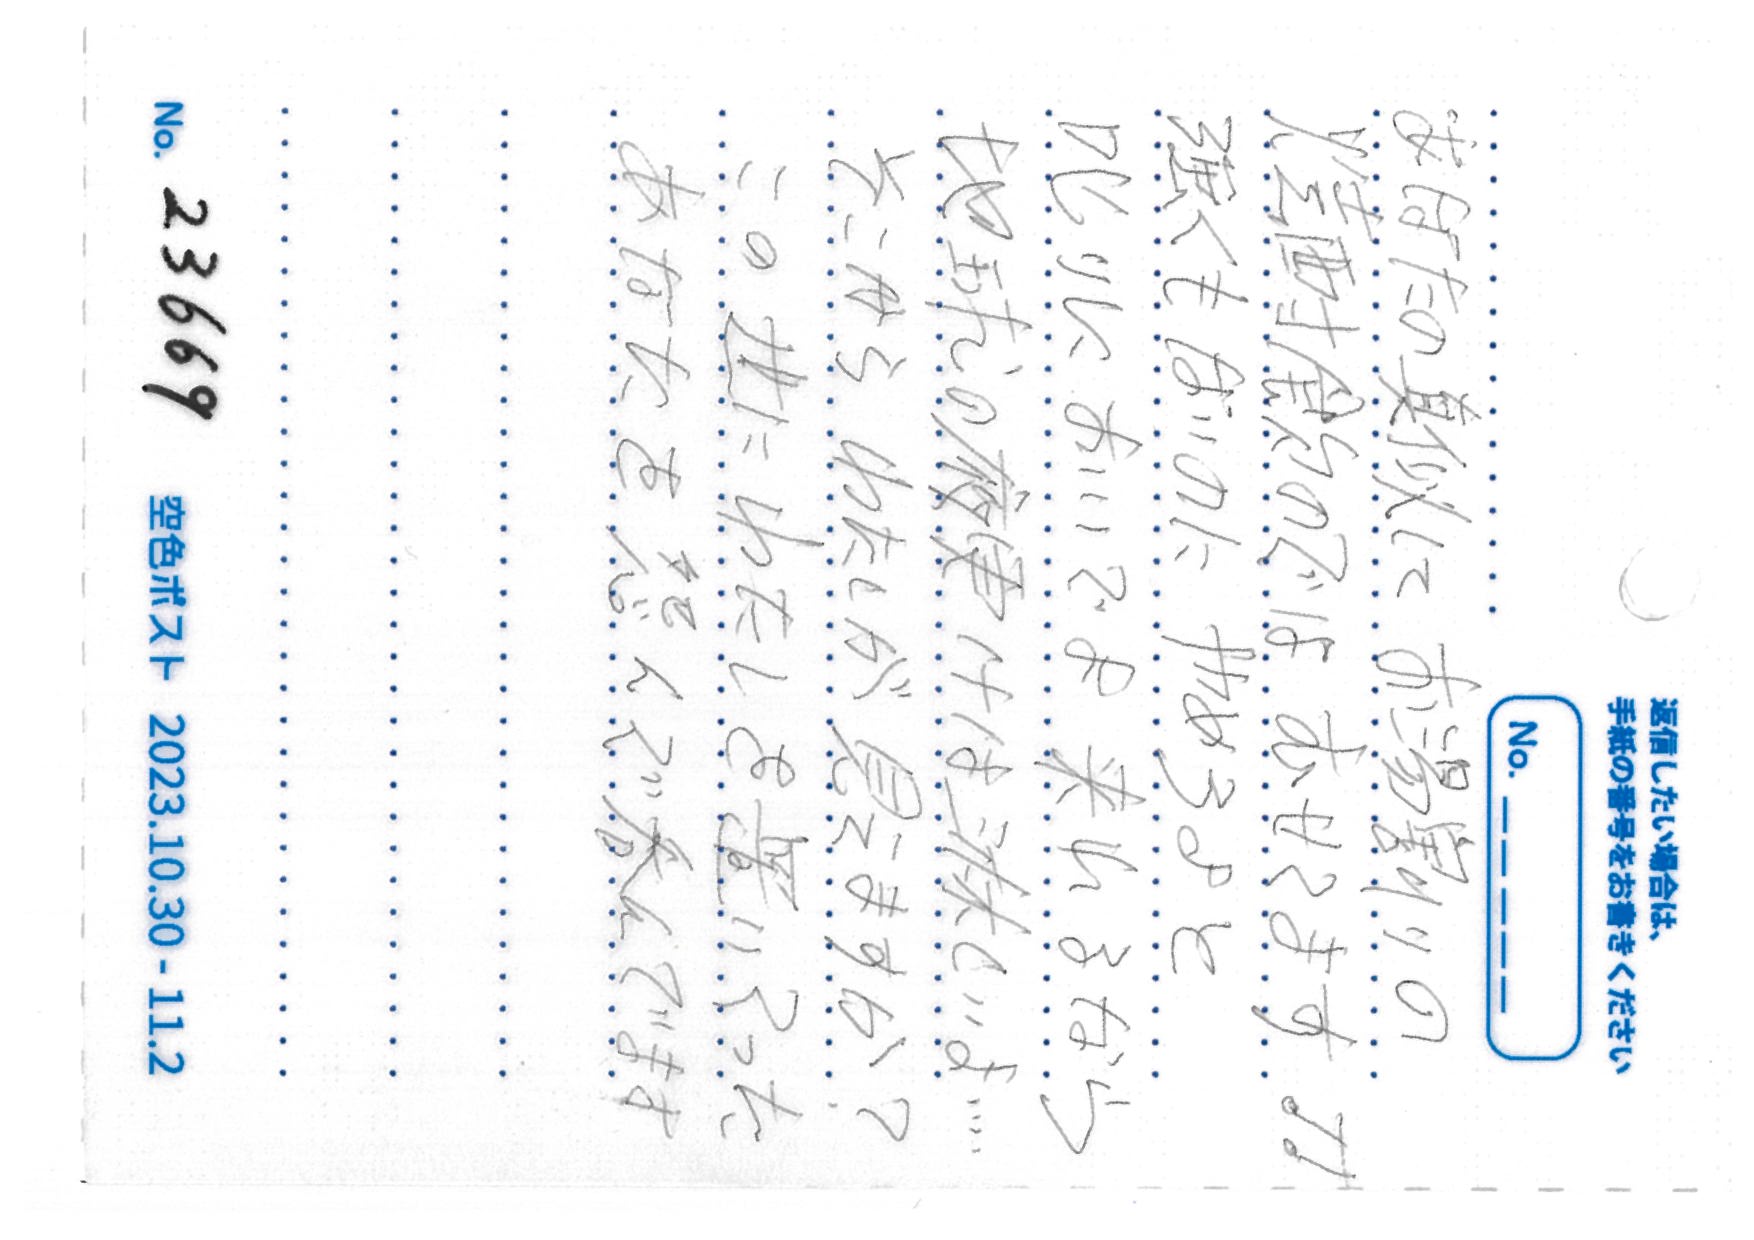 返信したい場合は、
手紙の番号をお書きください
No. _ _ _ _ _
あなたの真似して お湯割りの
焼酎飲のでは むせてます ♪♪
強くもないのに やめろよと
叱りに おいでよ 来れるなら
地球の夜更けは淋しいよ‥‥
そこから わたしが 見えますか?
この世にわたしを置いてった
あなたを 怨んで呑んでます
No. 23669 空色ポスト 2023.10.30 - 11.2